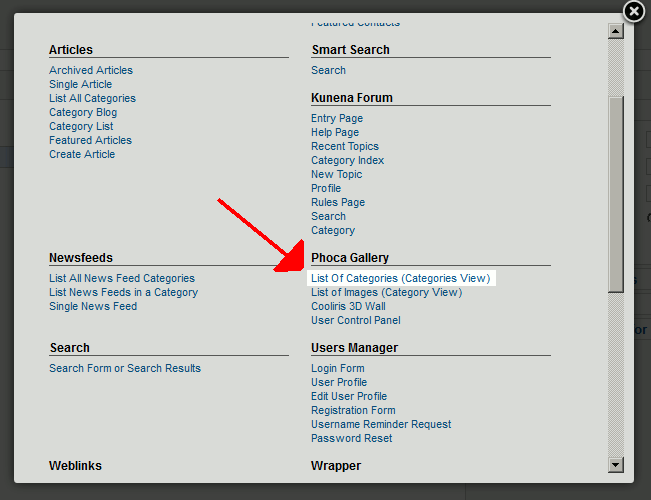 Featured Contacts
Articles
Archived Articles
Single Article
List All Categories
Category Blog
Category List
Featured Articles
Create Article
Smart Search
Search
Kunena Forum
Entry Page
Help Page
Recent Topics
Category Index
New Topic
Profile
Rules Page
Search
Category
Newsfeeds
List All News Feed Categories
List News Feeds in a Category
Single News Feed
Phoca Gallery
List Of Categories (Categories View)
List of Images (Category View)
Cooliris 3D Wall
User Control Panel
Search
Search Form or Search Results
Users Manager
Login Form
User Profile
Edit User Profile
Registration Form
Username Reminder Request
Password Reset
Weblinks
Wrapper